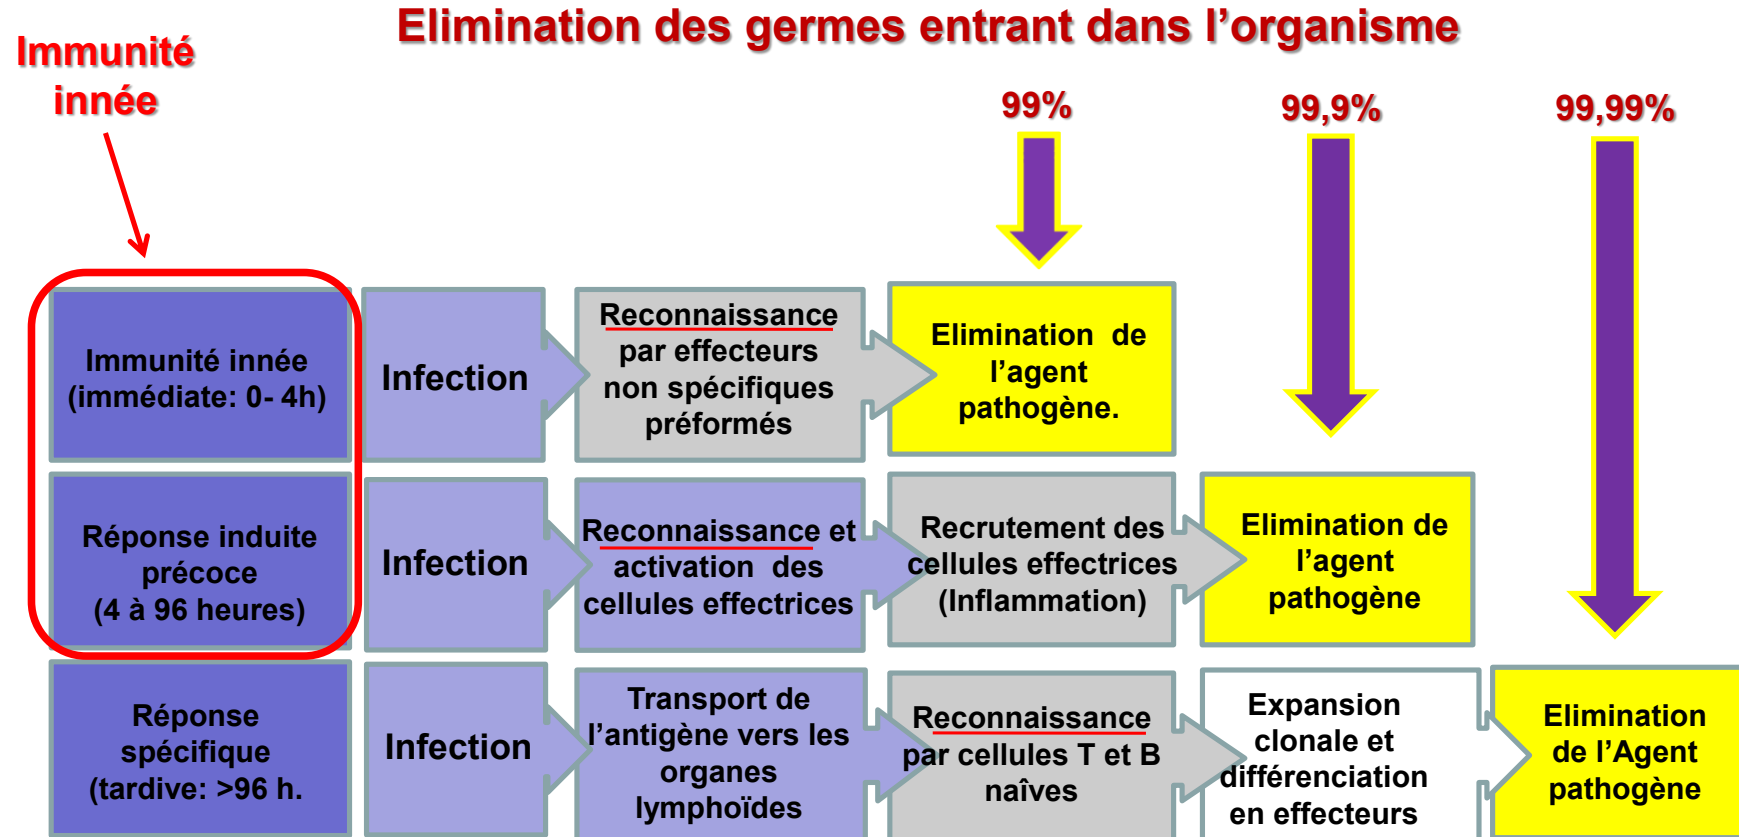 Elimination des germes entrant dans l’organisme
Immunité
innée
99%
99,9%
99,99%
Immunité innée
(immédiate: 0- 4h)
Infection
Reconnaissance
par effecteurs
non spécifiques
préformés
Elimination de
l’agent
pathogène.
Réponse induite
précoce
(4 à 96 heures)
Infection
Reconnaissance et
activation des
cellules effectrices
Recrutement des
cellules effectrices
(Inflammation)
Elimination de
l’agent
pathogène
Réponse
spécifique
(tardive: >96 h.
Infection
Transport de
l’antigène vers les
organes
lymphoïdes
Reconnaissance
par cellules T et B
naîves
Expansion
clonale et
différenciation
en effecteurs
Elimination
de l’Agent
pathogène